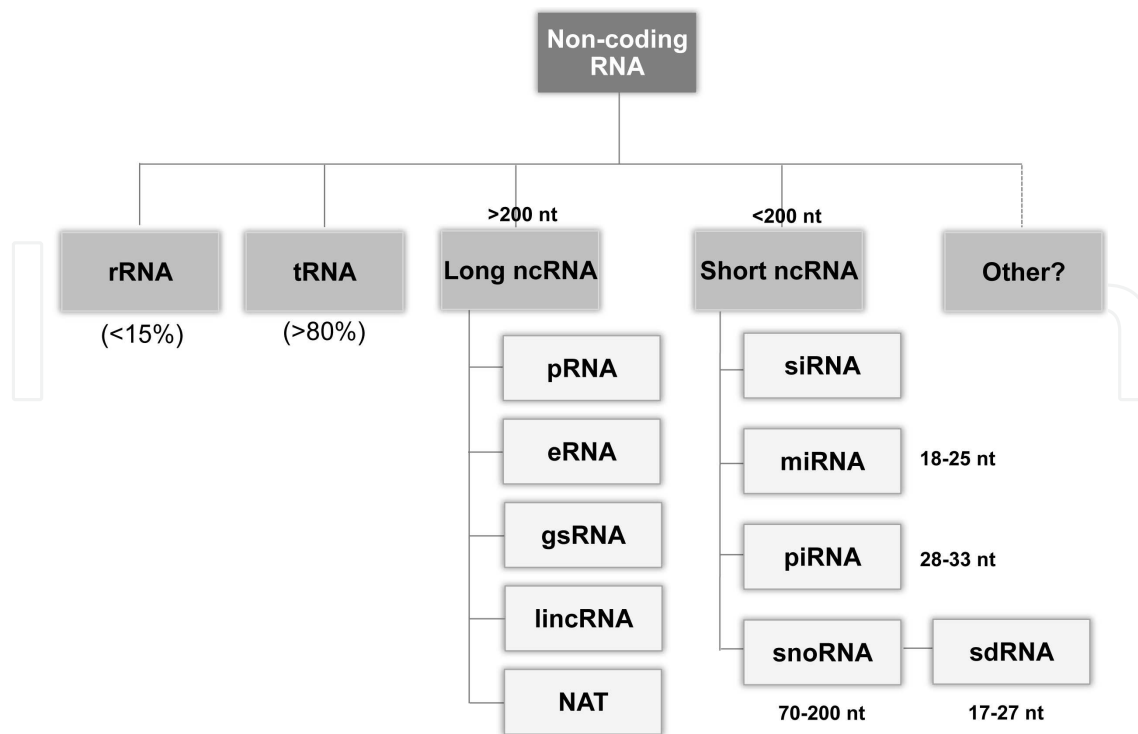 Non-coding
RNA
>200 nt
<200 nt
rRNA
tRNA
Long ncRNA
Short ncRNA
Other?
(<15%)
(>80%)
pRNA
eRNA
gsRNA
lincRNA
NAT
siRNA
miRNA
18-25 nt
piRNA
28-33 nt
snoRNA
sdRNA
70-200 nt
17-27 nt